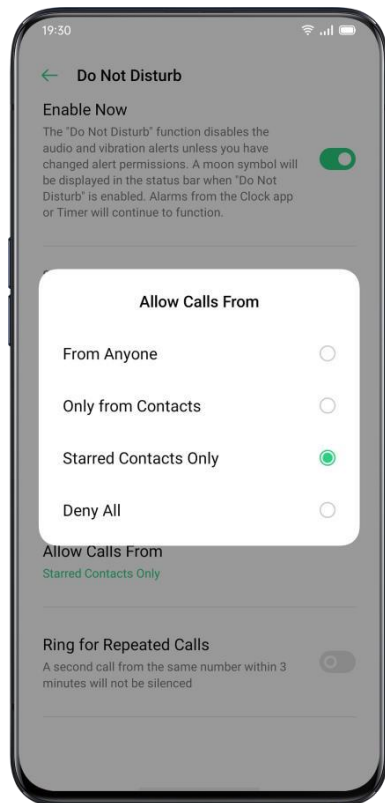 19:30
Do Not Disturb
Enable Now
The "Do Not Disturb" function disables the
audio and vibration alerts unless you have
changed alert permissions. A moon symbol will
be displayed in the status bar when "Do Not
Disturb" is enabled. Alarms from the Clock app
or Timer will continue to function.
Allow Calls From
From Anyone
Only from Contacts
Starred Contacts Only
Deny All
Allow Calls From
Starred Contacts Only
Ring for Repeated Calls
A second call from the same number within 3
minutes will not be silenced